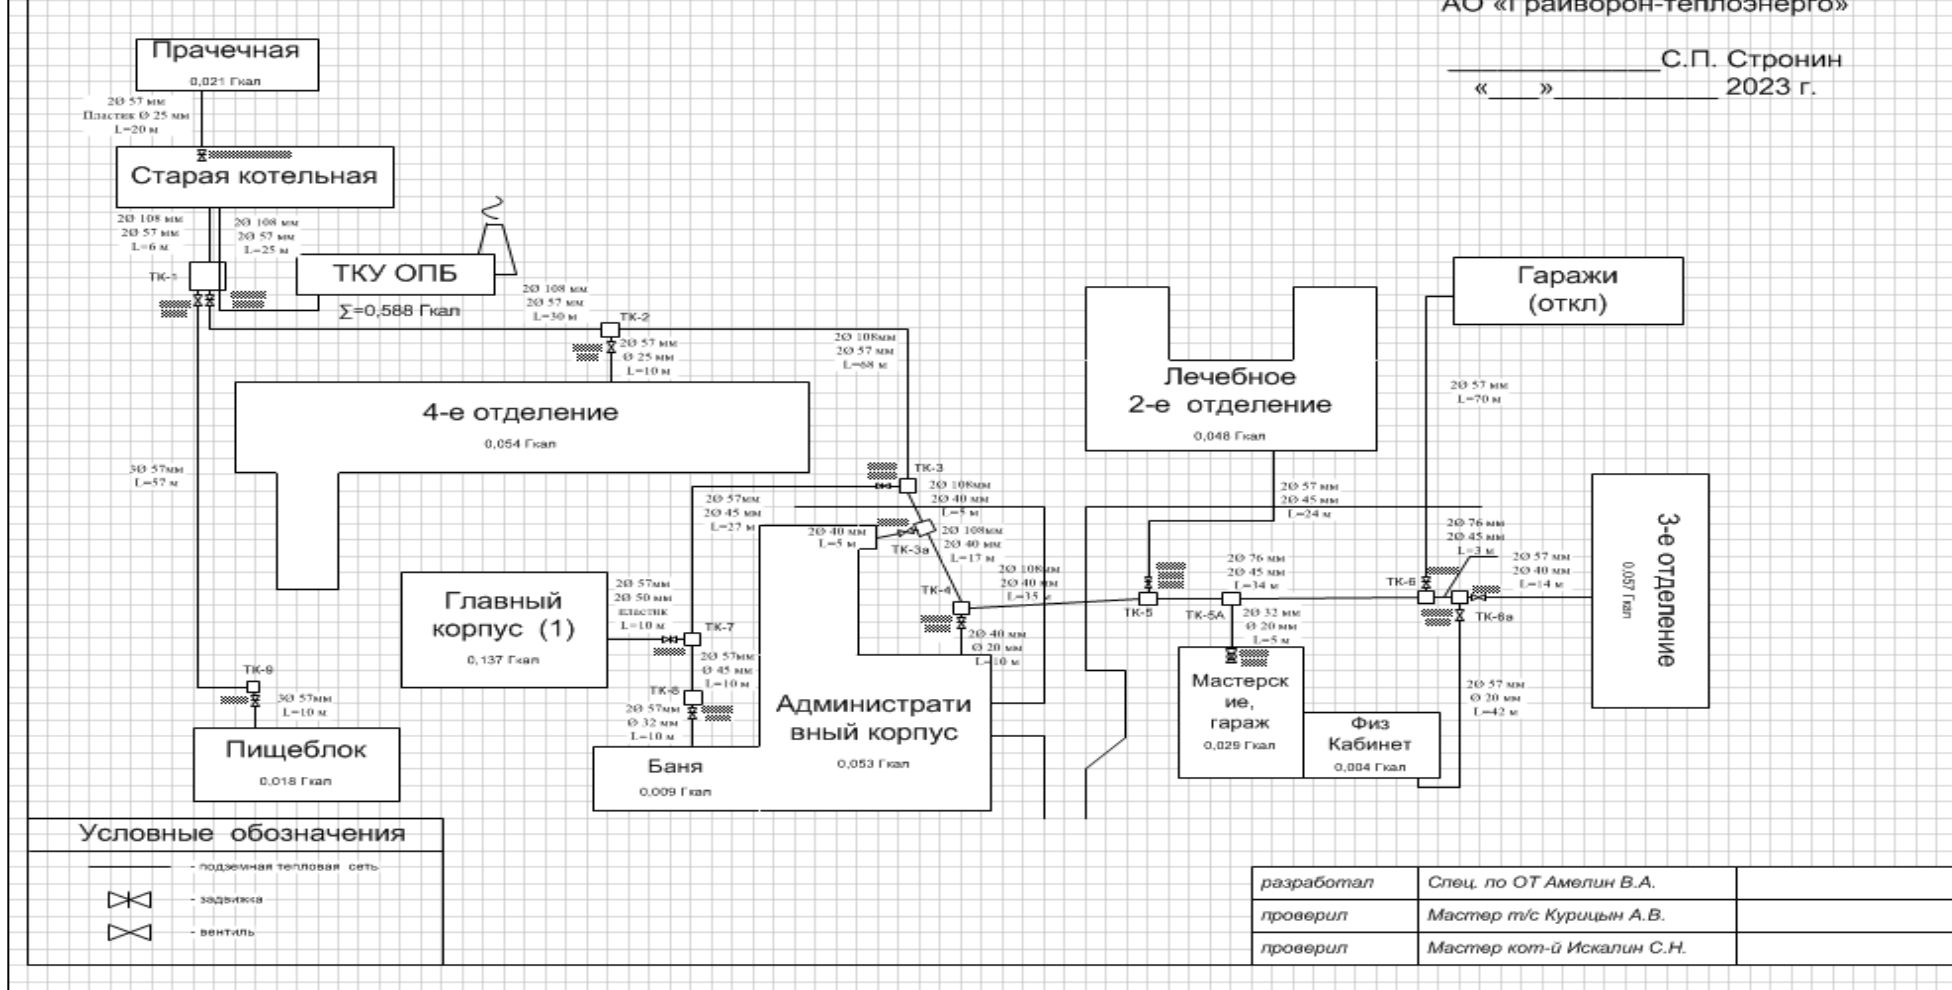 АО «Грайворон-теплоэнерго»
С.П. Стронин
«___»____________ 2023 г.
Прачечная
0,021 Гкал
2Ø 57 мм
Пластик Ø 25 мм
L=20 м
Старая котельная
2Ø 108 мм
2Ø 57 мм
L=6 м
2Ø 108 мм
2Ø 57 мм
L=25 м
ТК-1
ТКУ ОПБ
∑=0,588 Гкал
2Ø 108 мм
2Ø 57 мм
L=30 м
ТК-2
2Ø 57 мм
Ø 25 мм
L=10 м
2Ø 108мм
2Ø 57 мм
L=68 м
Гаражи
(откл)
Лечебное
2-е отделение
0,048 Гкал
2Ø 57 мм
L=70 м
4-е отделение
0,054 Гкал
3Ø 57мм
L=57 м
ТК-3
2Ø 108мм
2Ø 40 мм
L=5 м
2Ø 57мм
2Ø 45 мм
L=27 м
2Ø 40 мм
L=5 м
ТК-3а
2Ø 108мм
2Ø 40 мм
L=17 м
2Ø 57 мм
2Ø 45 мм
L=24 м
2Ø 76 мм
2Ø 45 мм
L=3 м
2Ø 57 мм
2Ø 40 мм
L=14 м
3-е отделение
0,057 Гкал
2Ø 108 мм
2Ø 40 мм
L=35 м
ТК-4
ТК-5
2Ø 76 мм
2Ø 45 мм
L=34 м
ТК-5А
ТК-6
ТК-6а
2Ø 32 мм
Ø 20 мм
L=5 м
Главный
корпус (1)
0,137 Гкал
2Ø 57мм
2Ø 50 мм
пластик
L=10 м
ТК-7
2Ø 57мм
Ø 45 мм
L=10 м
2Ø 40 мм
Ø 20 мм
L=10 м
ТК-9
3Ø 57мм
L=10 м
ТК-8
2Ø 57мм
Ø 32 мм
L=10 м
Административный корпус
0,053 Гкал
Мастерск
ие,
гараж
0,029 Гкал
Физ
Кабинет
0,004 Гкал
2Ø 57 мм
Ø 20 мм
L=42 м
Пищеблок
0,018 Гкал
Баня
0,009 Гкал
Условные обозначения
- подземная тепловая сеть
- задвижка
- вентиль
разработал Спец. по ОТ Амелин В.А.
проверил Мастер т/с Курицын А.В.
проверил Мастер кот-й Искалин С.Н.